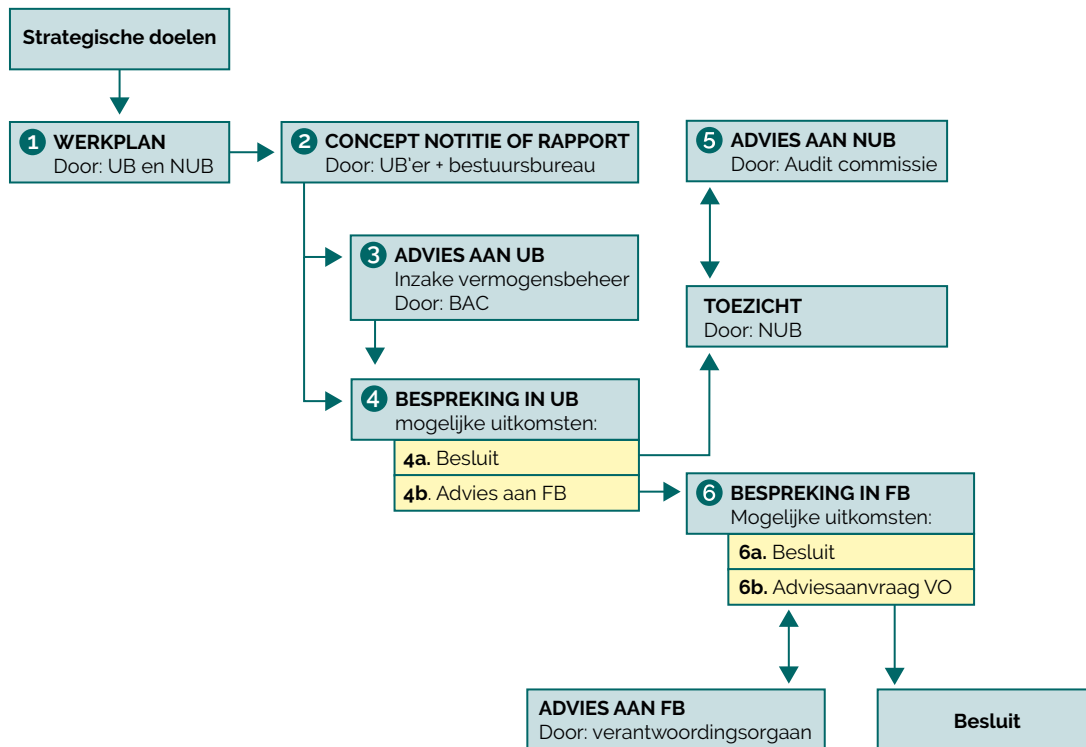 Strategische doelen
1 WERKPLAN
Door: UB en NUB
2 CONCEPT NOTITIE OF RAPPORT
Door: UB'er + bestuursbureau
5 ADVIES AAN NUB
Door: Audit commissie
3 ADVIES AAN UB
Inzake vermogensbeheer
Door: BAC
TOEZICHT
Door: NUB
4 BESPREKING IN UB
mogelijke uitkomsten:
4a. Besluit
4b. Advies aan FB
6 BESPREKING IN FB
Mogelijke uitkomsten:
6a. Besluit
6b. Adviesaanvraag VO
ADVIES AAN FB
Door: verantwoordingsorgaan
Besluit